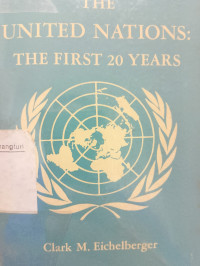 THE
UNITED NATIONS:
THE FIRST 20 YEARS
Clark M. Eichelberger